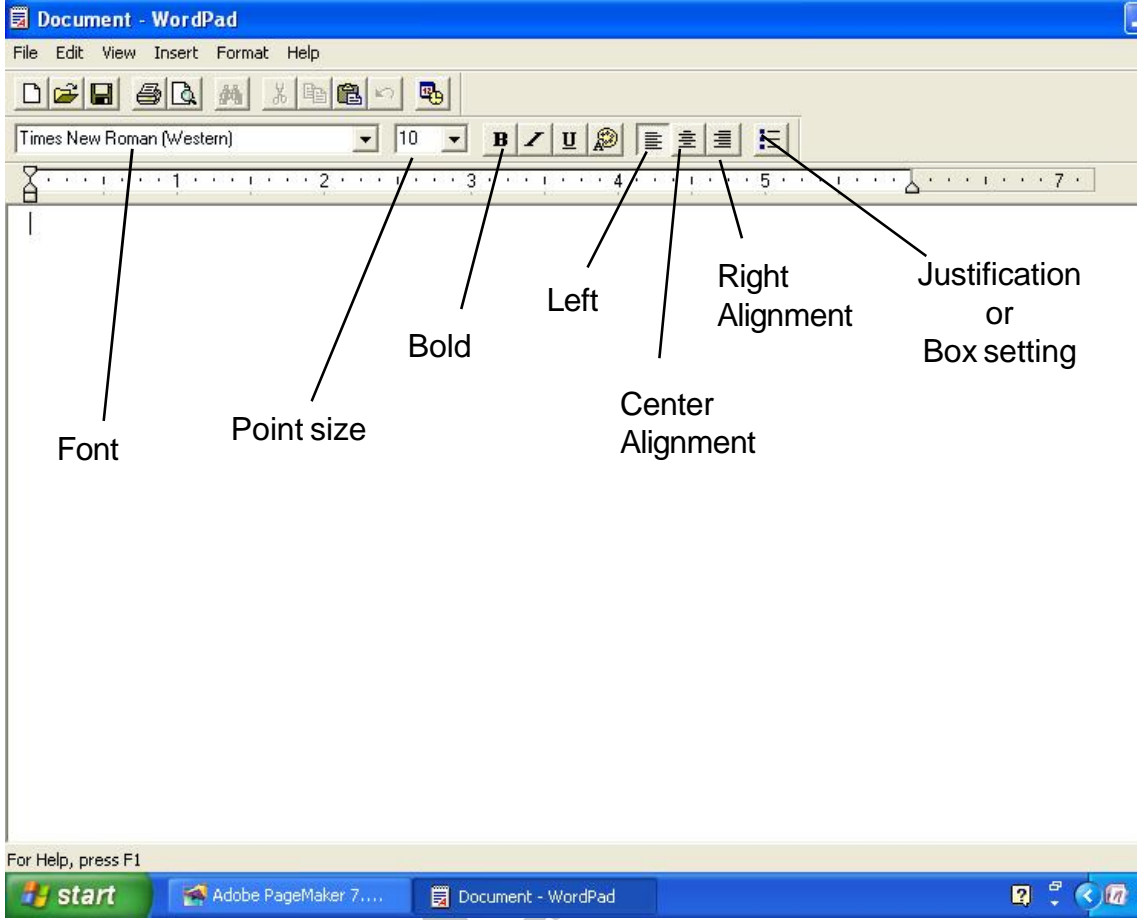 Document - WordPad
File Edit View Insert Format Help
Times New Roman (Western) 10 B I U
1 2 3 4 5 7
Right
Alignment
Justification
or
Box setting
Left
Bold
Center
Alignment
Point size
Font
For Help, press F1
start Adobe PageMaker 7.... Document - WordPad